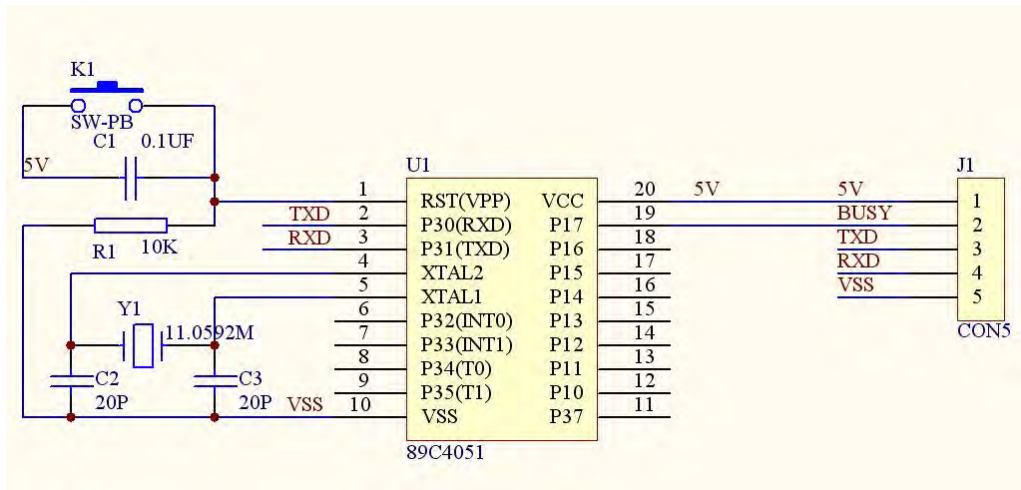 K1
SW-PB
C1 0.1UF
5V
R1 10K
Y1 11.0592M
C2 20P
C3 20P
TXD
RXD
VSS
U1
1 RST(VPP) VCC 20 5V
2 P30(RXD) P17 19
3 P31(TXD) P16 18
4 XTAL2 P15 17
5 XTAL1 P14 16
6 P32(INT0) P13 15
7 P33(INT1) P12 14
8 P34(T0) P11 13
9 P35(T1) P10 12
10 VSS P37 11
89C4051
J1
5V 1
BUSY 2
TXD 3
RXD 4
VSS 5
CON5